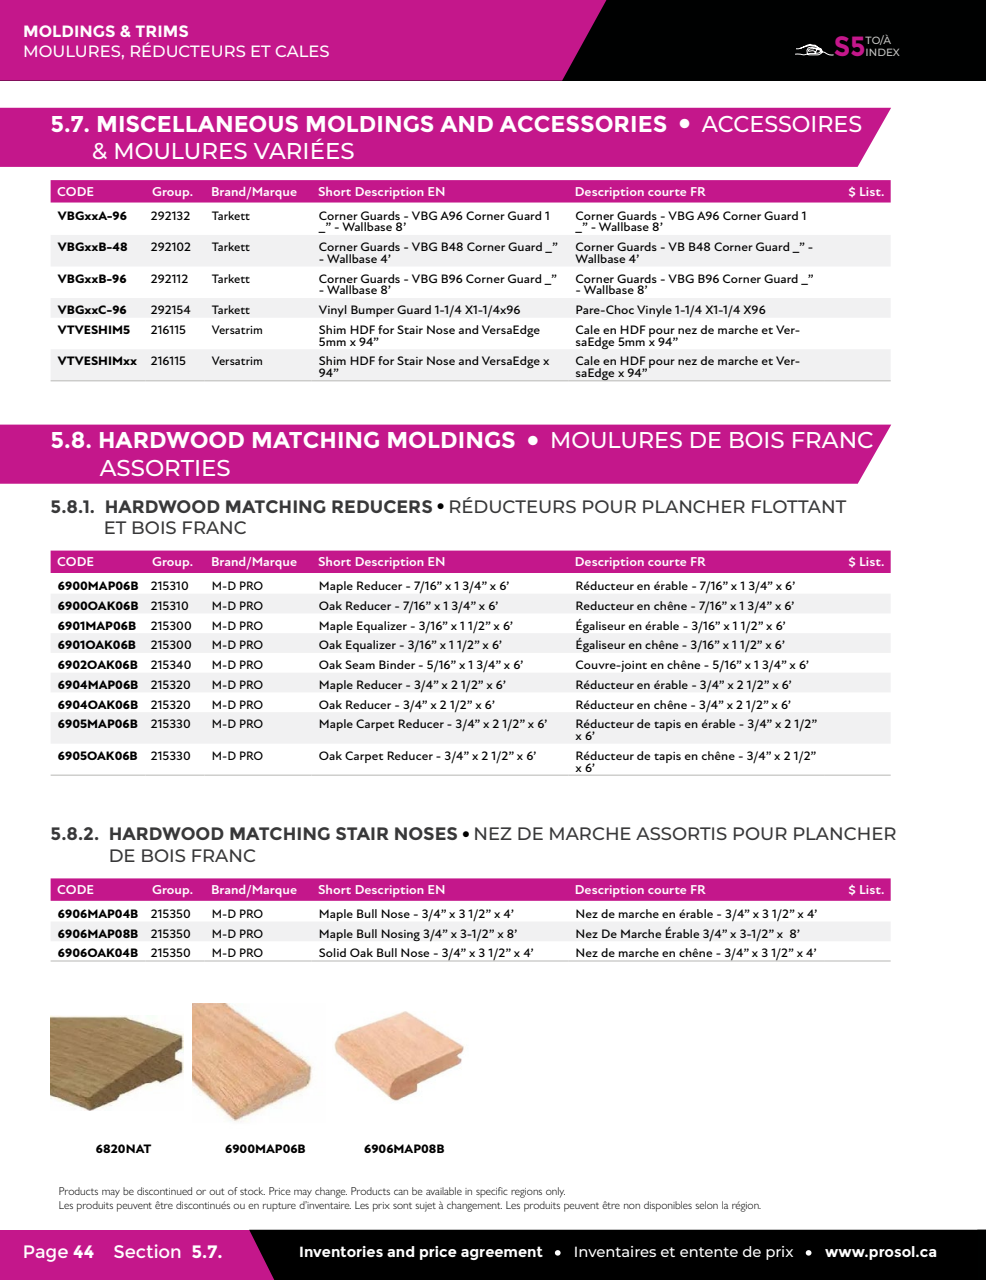 MOLDINGS & TRIMS
MOULURES, RÉDUCTEURS ET CALES
S5 TO/À INDEX
5.7. MISCELLANEOUS MOLDINGS AND ACCESSORIES • ACCESSOIRES
& MOULURES VARIÉES
CODE Group. Brand/Marque Short Description EN Description courte FR $ List.
VBGxxA-96 292132 Tarkett Corner Guards - VBG A96 Corner Guard 1 Corner Guards - VBG A96 Corner Guard 1
_” - Wallbase 8’ _” - Wallbase 8’
VBGxxB-48 292102 Tarkett Corner Guards - VBG B48 Corner Guard _” Corner Guards - VB B48 Corner Guard _” -
- Wallbase 4’ Wallbase 4’
VBGxxB-96 292112 Tarkett Corner Guards - VBG B96 Corner Guard _” Corner Guards - VBG B96 Corner Guard _”
- Wallbase 8’ - Wallbase 8’
VBGxxC-96 292154 Tarkett Vinyl Bumper Guard 1-1/4 X1-1/4x96 Pare-Choc Vinyle 1-1/4 X1-1/4 X96
VTVESHIM5 216115 Versatrim Shim HDF for Stair Nose and VersaEdge Cale en HDF pour nez de marche et Ver-
5mm x 94” saEdge 5mm x 94”
VTVESHIMxx 216115 Versatrim Shim HDF for Stair Nose and VersaEdge x Cale en HDF pour nez de marche et Ver-
94” saEdge x 94”
5.8. HARDWOOD MATCHING MOLDINGS • MOULURES DE BOIS FRANC
ASSORTIES
5.8.1. HARDWOOD MATCHING REDUCERS • RÉDUCTEURS POUR PLANCHER FLOTTANT
ET BOIS FRANC
CODE Group. Brand/Marque Short Description EN Description courte FR $ List.
6900MAP06B 215310 M-D PRO Maple Reducer - 7/16” x 1 3/4” x 6’ Réducteur en érable - 7/16” x 1 3/4” x 6’
6900OAK06B 215310 M-D PRO Oak Reducer - 7/16” x 1 3/4” x 6’ Reducteur en chêne - 7/16” x 1 3/4” x 6’
6901MAP06B 215300 M-D PRO Maple Equalizer - 3/16” x 1 1/2” x 6’ Égaliseur en érable - 3/16” x 1 1/2” x 6’
6901OAK06B 215300 M-D PRO Oak Equalizer - 3/16” x 1 1/2” x 6’ Égaliseur en chêne - 3/16” x 1 1/2” x 6’
6902OAK06B 215340 M-D PRO Oak Seam Binder - 5/16” x 1 3/4” x 6’ Couvre-joint en chêne - 5/16” x 1 3/4” x 6’
6904MAP06B 215320 M-D PRO Maple Reducer - 3/4” x 2 1/2” x 6’ Réducteur en érable - 3/4” x 2 1/2” x 6’
6904OAK06B 215320 M-D PRO Oak Reducer - 3/4” x 2 1/2” x 6’ Réducteur en chêne - 3/4” x 2 1/2” x 6’
6905MAP06B 215330 M-D PRO Maple Carpet Reducer - 3/4” x 2 1/2” x 6’ Réducteur de tapis en érable - 3/4” x 2 1/2”
x 6’
6905OAK06B 215330 M-D PRO Oak Carpet Reducer - 3/4” x 2 1/2” x 6’ Réducteur de tapis en chêne - 3/4” x 2 1/2”
x 6’
5.8.2. HARDWOOD MATCHING STAIR NOSES • NEZ DE MARCHE ASSORTIS POUR PLANCHER
DE BOIS FRANC
CODE Group. Brand/Marque Short Description EN Description courte FR $ List.
6906MAP04B 215350 M-D PRO Maple Bull Nose - 3/4” x 3 1/2” x 4’ Nez de marche en érable - 3/4” x 3 1/2” x 4’
6906MAP08B 215350 M-D PRO Maple Bull Nosing 3/4” x 3-1/2” x 8’ Nez De Marche Érable 3/4” x 3-1/2” x 8’
6906OAK04B 215350 M-D PRO Solid Oak Bull Nose - 3/4” x 3 1/2” x 4’ Nez de marche en chêne - 3/4” x 3 1/2” x 4’
6820NAT 6900MAP06B 6906MAP08B
Products may be discontinued or out of stock. Price may change. Products can be available in specific regions only.
Les produits peuvent être discontinués ou en rupture d’inventaire. Les prix sont sujet à changement. Les produits peuvent être non disponibles selon la région.
Page 44 Section 5.7. Inventories and price agreement • Inventaires et entente de prix • www.prosol.ca